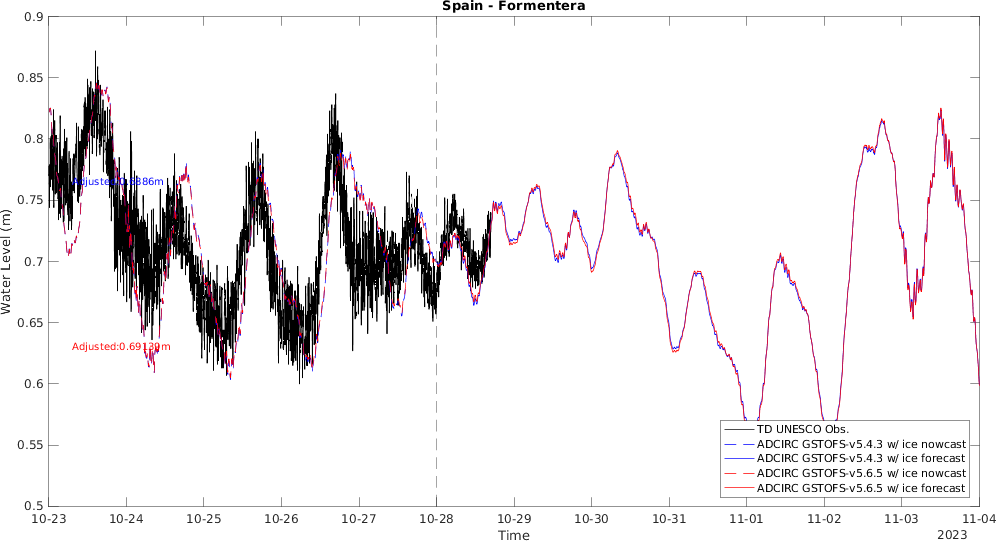 Spain - Formentera
0.9
0.85
0.8
0.75
0.7
0.65
0.6
0.55
0.5
Water Level (m)
Adjusted:0.6886m
Adjusted:0.69139m
TD UNESCO Obs.
ADCIRC GSTOFS-v5.4.3 w/ ice nowcast
ADCIRC GSTOFS-v5.4.3 w/ ice forecast
ADCIRC GSTOFS-v5.6.5 w/ ice nowcast
ADCIRC GSTOFS-v5.6.5 w/ ice forecast
10-23 10-24 10-25 10-26 10-27 10-28 10-29 10-30 10-31 11-01 11-02 11-03 11-04
Time
2023